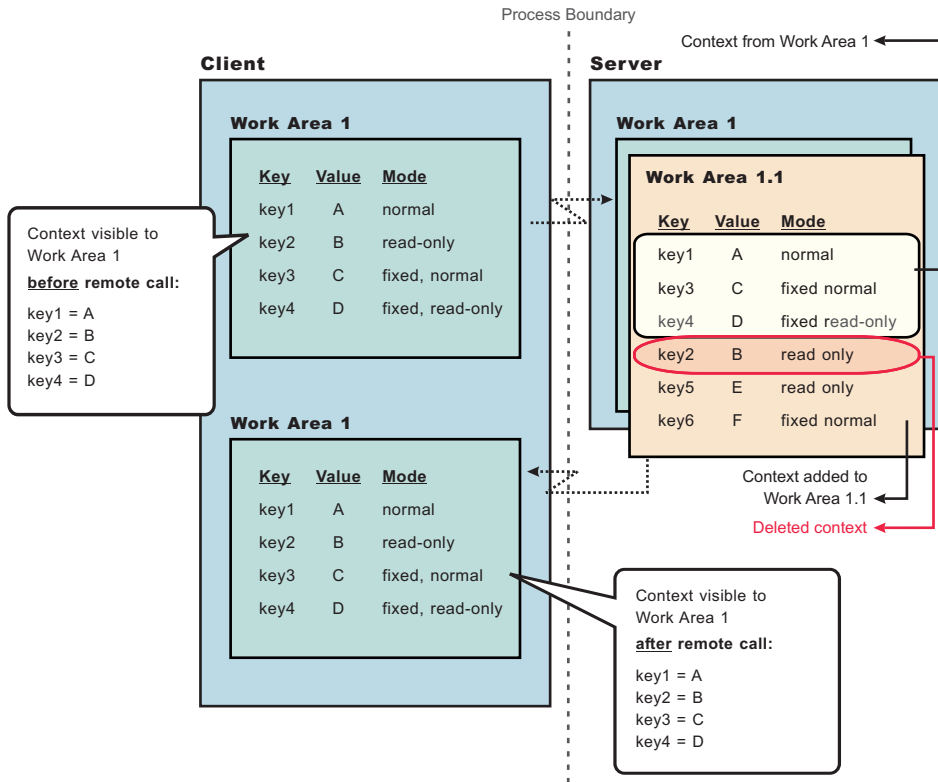 Process Boundary
Context from Work Area 1
Client
Server
Work Area 1
Key Value Mode
key1 A normal
key2 B read-only
key3 C fixed, normal
key4 D fixed, read-only
Context visible to
Work Area 1
before remote call:
key1 = A
key2 = B
key3 = C
key4 = D
Work Area 1
Work Area 1.1
Key Value Mode
key1 A normal
key3 C fixed normal
key4 D fixed read-only
key2 B read only
key5 E read only
key6 F fixed normal
Context added to
Work Area 1.1
Deleted context
Work Area 1
Key Value Mode
key1 A normal
key2 B read-only
key3 C fixed, normal
key4 D fixed, read-only
Context visible to
Work Area 1
after remote call:
key1 = A
key2 = B
key3 = C
key4 = D